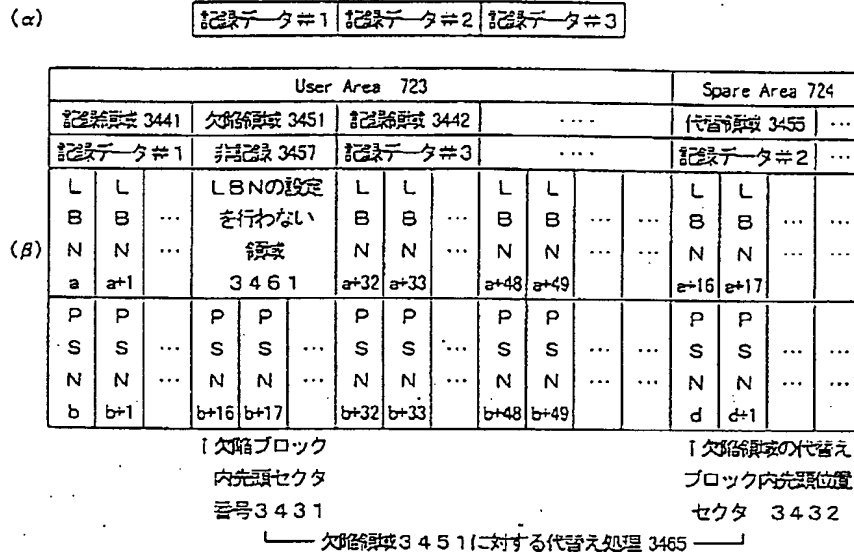 (α)
記録データ#1 記録データ#2 記録データ#3
User Area 723 Spare Area 724
記録領域 3441 欠陥領域 3451 記録領域 3442 ···· 代替領域 3455 ···
記録データ#1 非記録 3457 記録データ#3 ···· 記録データ#2 ···
(β)
L L LBNの設定 L L L L L L
B B ··· を行わない B B ··· B B ··· ··· B B ··· ···
N N ··· 領域 N N ··· N N ··· ··· N N ··· ···
a a+1 3461 a+32 a+33 a+48 a+49 a+16 a+17
P P P P P P P P P P
S S ··· S S ··· S S ··· S S ··· ··· S S ··· ···
N N ··· N N ··· N N ··· N N ··· ··· N N ··· ···
b b+1 b+16 b+17 b+32 b+33 b+48 b+49 d d+1
↑欠陥ブロック
内先頭セクタ
番号3431
↑欠陥領域の代替え
ブロック内先頭位置
セクタ 3432
欠陥領域3451に対する代替え処理 3465